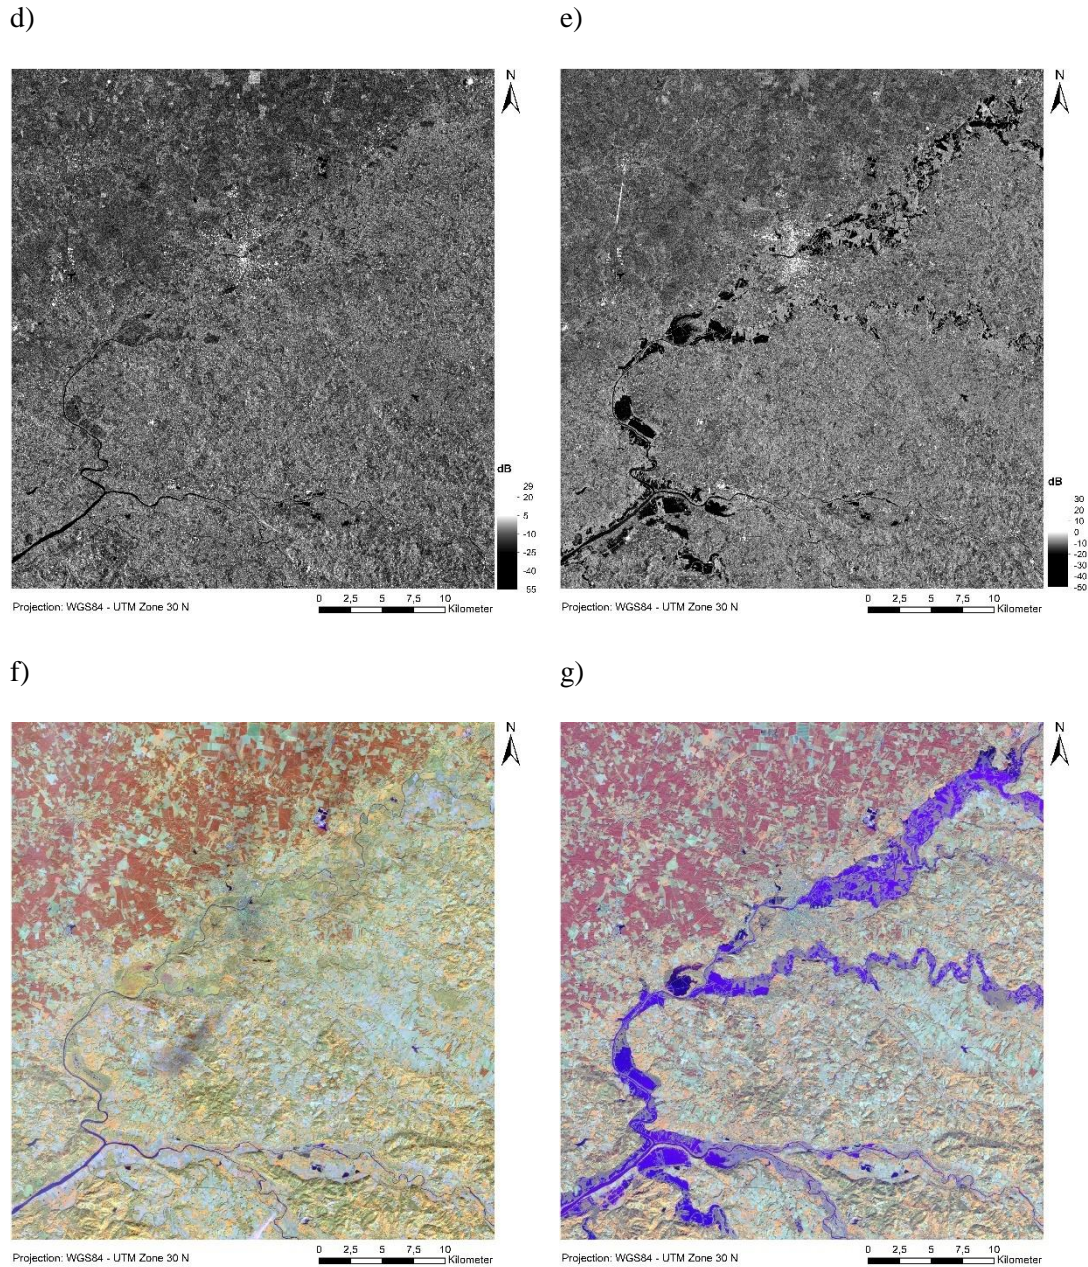 d)
e)
N
N
dB
29
20
5
-10
-25
-40
55
dB
30
20
10
0
-10
-20
-30
-40
-50
Projection: WGS84 - UTM Zone 30 N
0 2,5 5 7,5 10
Kilometer
Projection: WGS84 - UTM Zone 30 N
0 2,5 5 7,5 10
Kilometer
f)
g)
N
N
Projection: WGS84 - UTM Zone 30 N
0 2,5 5 7,5 10
Kilometer
Projection: WGS84 - UTM Zone 30 N
0 2,5 5 7,5 10
Kilometer